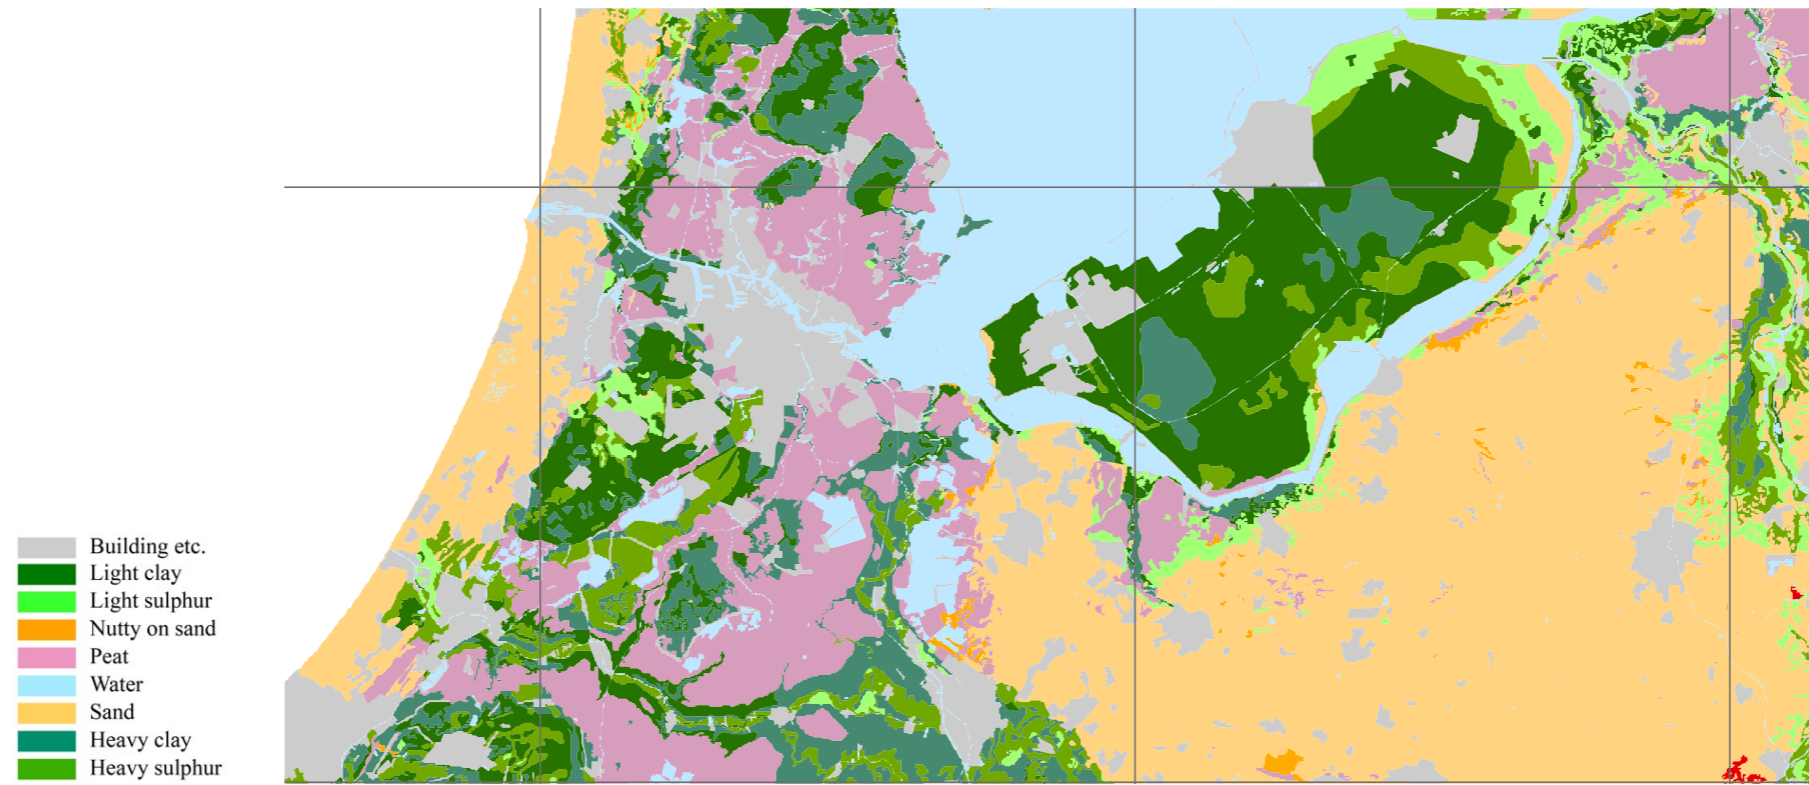 Building etc.
Light clay
Light sulphur
Nutty on sand
Peat
Water
Sand
Heavy clay
Heavy sulphur